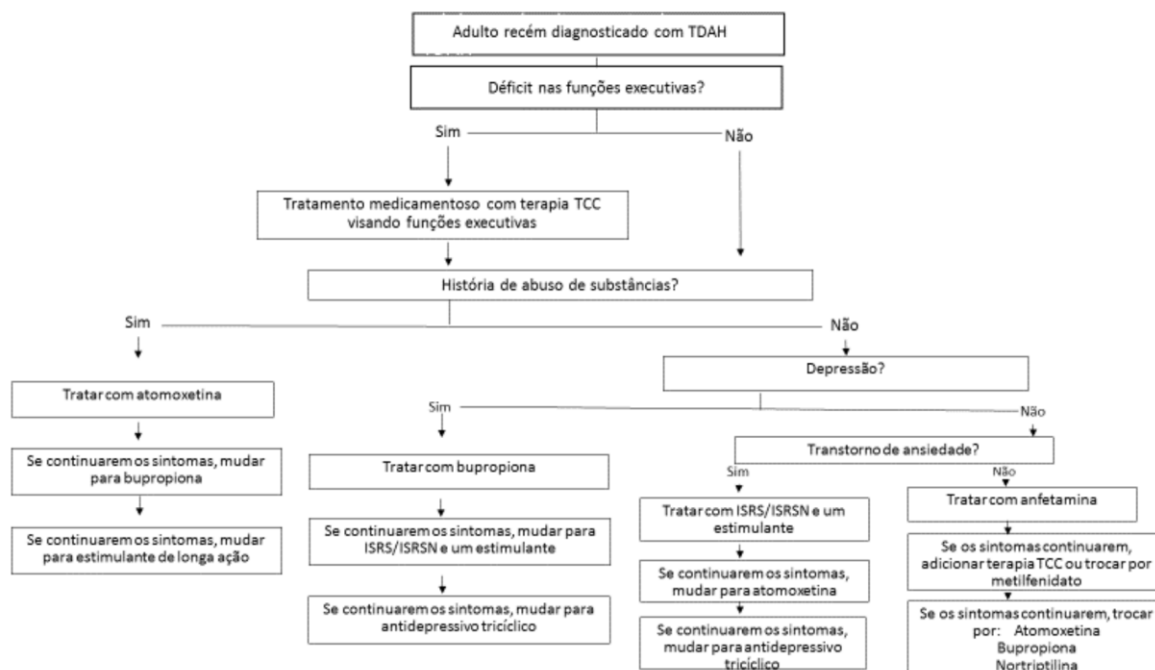 Adulto recém diagnosticado com TDAH
Déficit nas funções executivas?
Sim
Não
Tratamento medicamentoso com terapia TCC
visando funções executivas
História de abuso de substâncias?
Sim
Não
Depressão?
Tratar com atomoxetina
Sim
Não
Transtorno de ansiedade?
Se continuarem os sintomas, mudar
para bupropiona
Tratar com bupropiona
Sim
Não
Tratar com ISRS/ISRSN e um
estimulante
Tratar com anfetamina
Se continuarem os sintomas, mudar
para estimulante de longa ação
Se continuarem os sintomas, mudar para
ISRS/ISRSN e um estimulante
Se os sintomas continuarem,
adicionar terapia TCC ou trocar por
metilfenidato
Se continuarem os sintomas,
mudar para atomoxetina
Se continuarem os sintomas, mudar para
antidepressivo tricíclico
Se continuarem os sintomas,
mudar para antidepressivo
tricíclico
Se os sintomas continuarem, trocar
por: Atomoxetina
Bupropiona
Nortriptilina